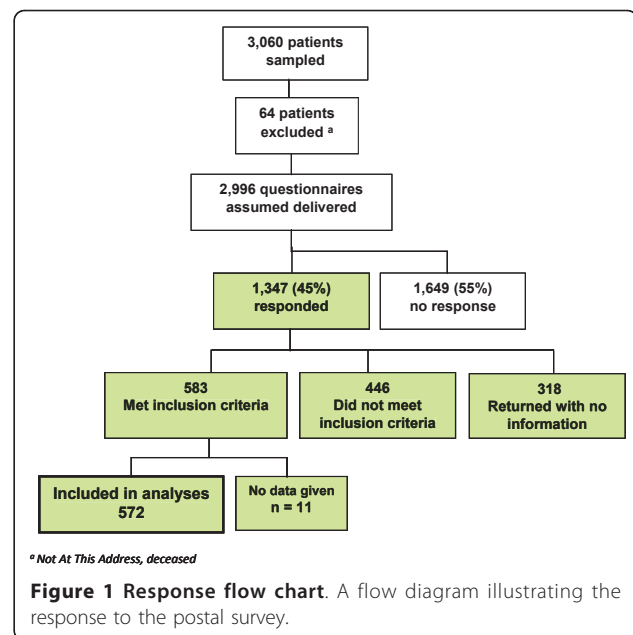 3,060 patients
sampled
64 patients
excluded ª
2,996 questionnaires
assumed delivered
1,347 (45%)
responded
1,649 (55%)
no response
583
Met inclusion criteria
446
Did not meet
inclusion criteria
318
Returned with no
information
Included in analyses
572
No data given
n = 11
ª Not At This Address, deceased
Figure 1 Response flow chart. A flow diagram illustrating the
response to the postal survey.